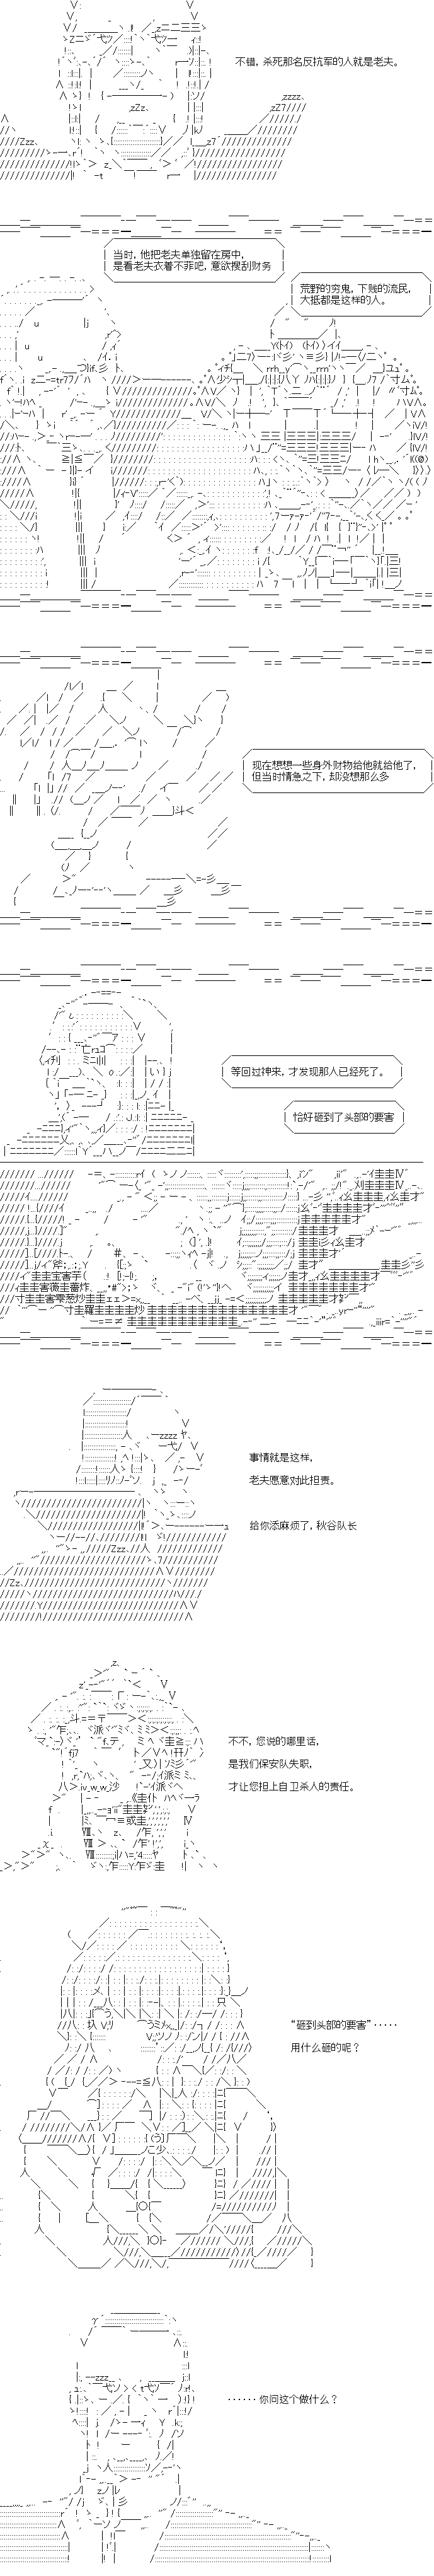 不错，杀死那名反抗军的人就是老夫。
当时，他把老夫单独留在房中，
是看老夫衣着不菲吧，意欲搜刮财务
荒野的穷鬼，下贱的流民，
大抵都是这样的人。
现在想想一些身外财物给他就给他了，
但当时情急之下，却没想那么多
等回过神来，才发现那人已经死了。
恰好砸到了头部的要害
事情就是这样，
老夫愿意对此担责。
给你添麻烦了，秋谷队长
不不，您说的哪里话，
是我们保安队失职，
才让您担上自卫杀人的责任。
“砸到头部的要害”·····
用什么砸的呢？
······你问这个做什么？